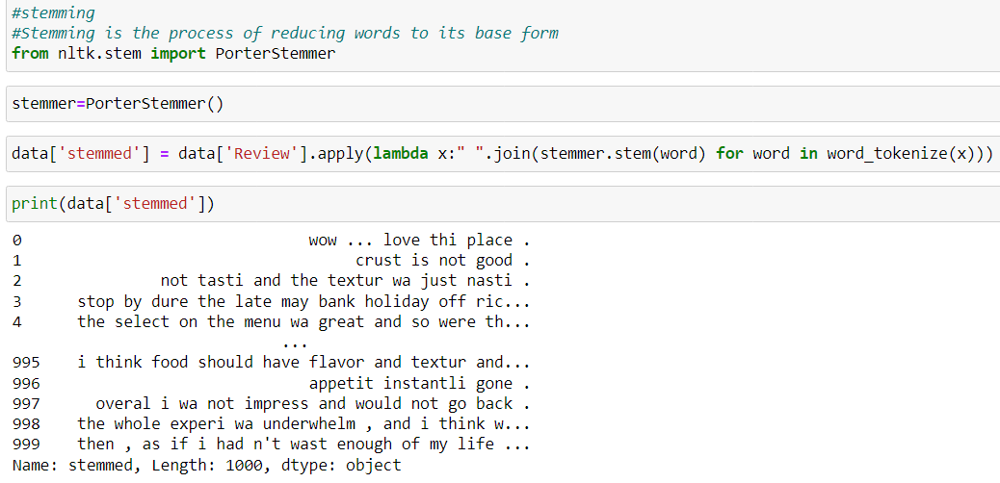 #stemming
#Stemming is the process of reducing words to its base form
from nltk.stem import PorterStemmer
stemmer=PorterStemmer()
data['stemmed'] = data['Review'].apply(lambda x:" ".join(stemmer.stem(word) for word in word_tokenize(x)))
print(data['stemmed'])
0 wow ... love thi place .
1 crust is not good .
2 not tasti and the textur wa just nasti .
3 stop by dure the late may bank holiday off ric...
4 the select on the menu wa great and so were th...
...
995 i think food should have flavor and textur and...
996 appetit instantli gone .
997 overal i wa not impress and would not go back .
998 the whole experi wa underwhelm , and i think w...
999 then , as if i had n't wast enough of my life ...
Name: stemmed, Length: 1000, dtype: object